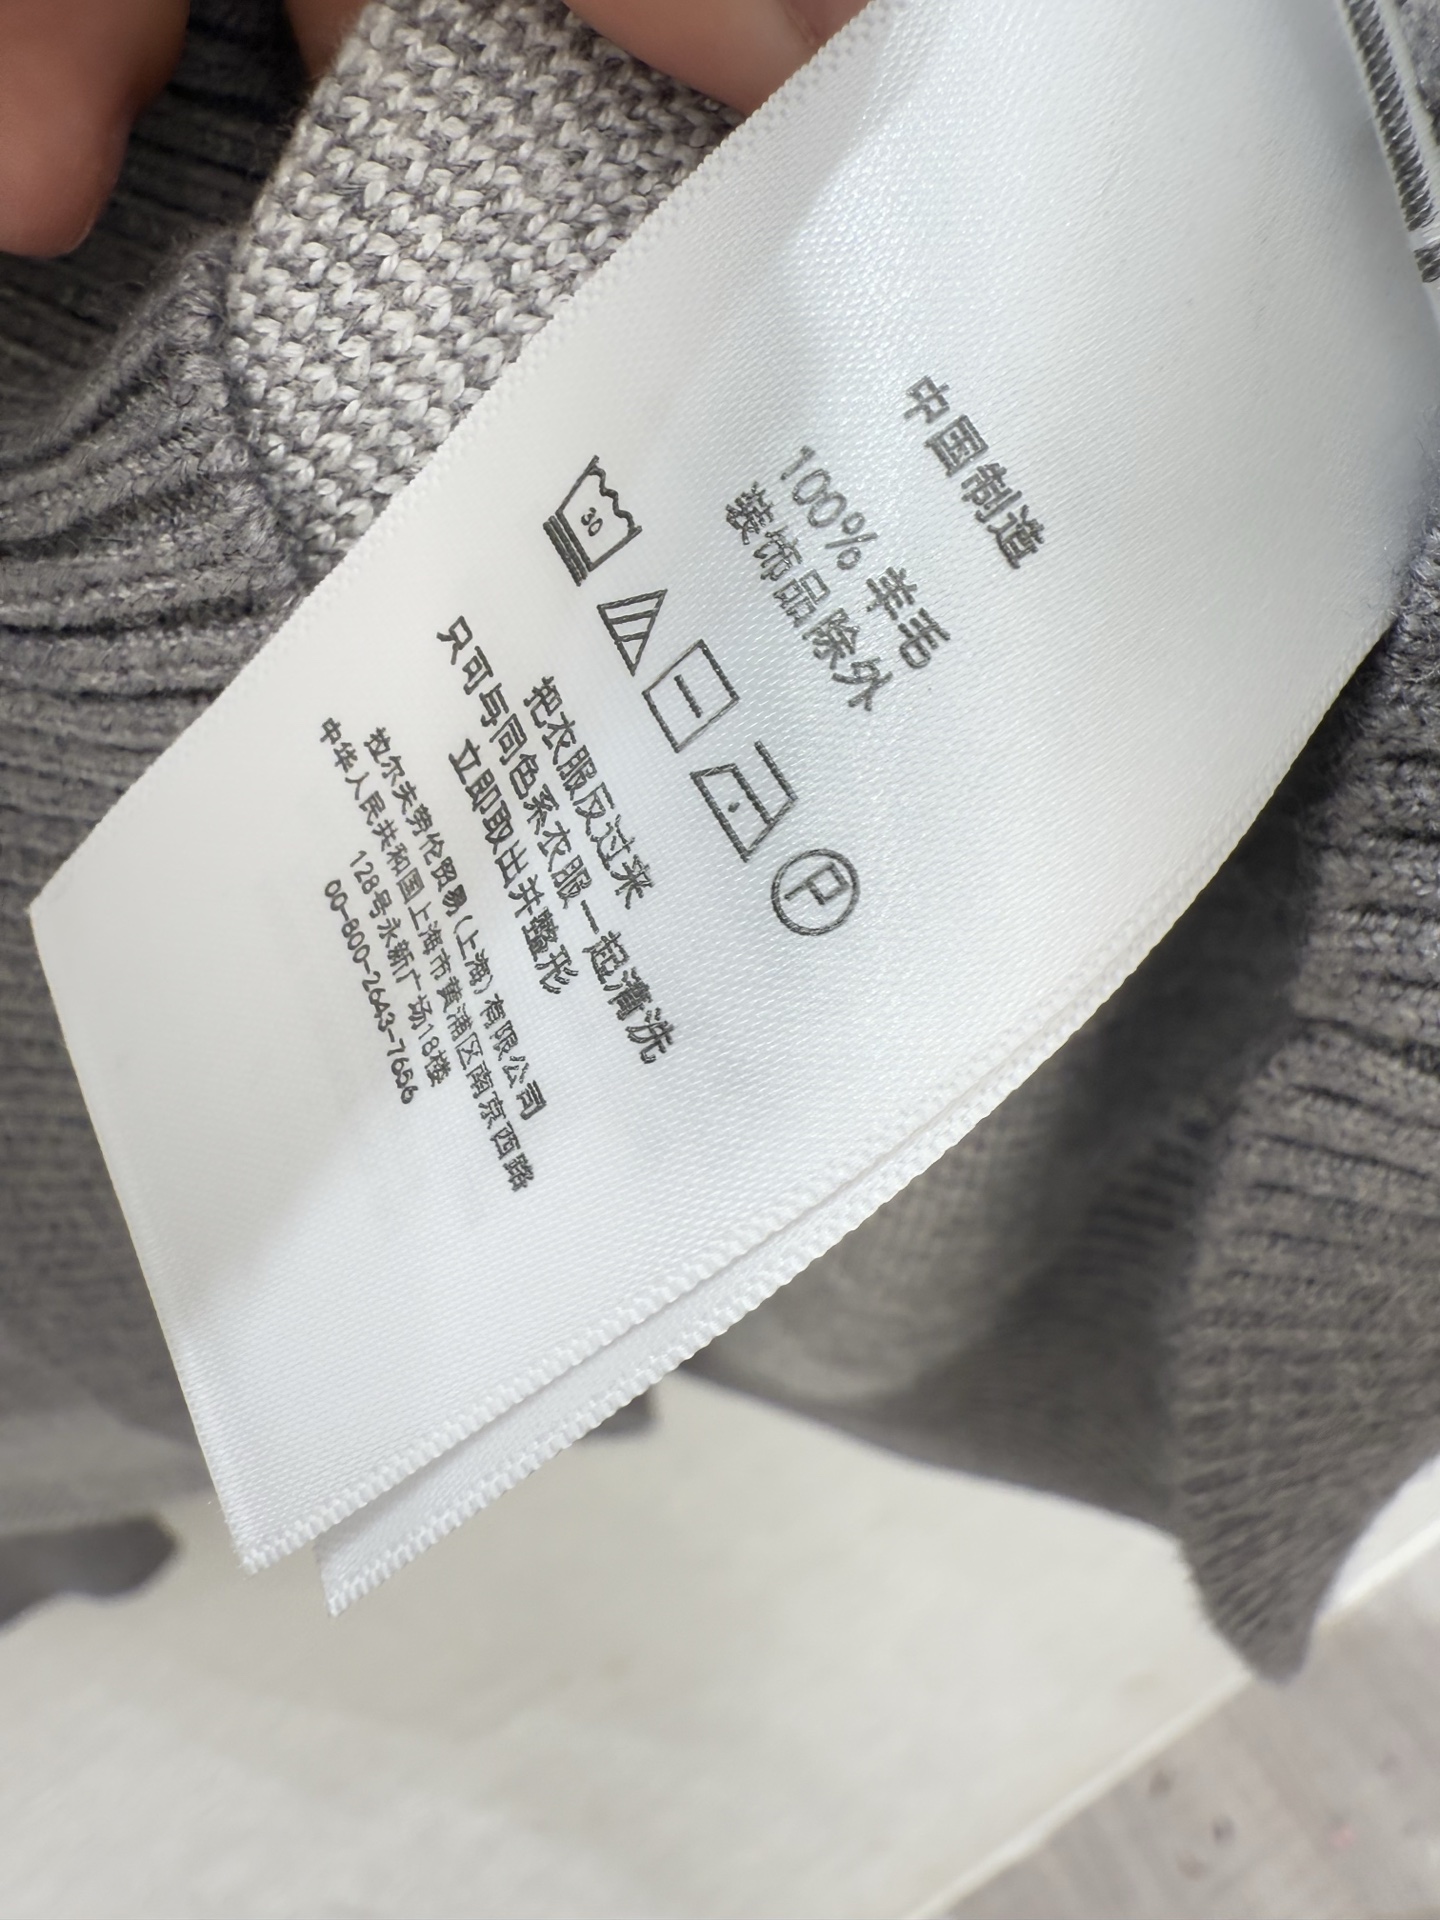 中国制造
100% 羊毛
装饰品除外
30
P
把衣服反过来
只可与同色系衣服一起清洗
立即取出并整形
拉尔夫劳伦贸易(上海)有限公司
中华人民共和国上海市黄浦区南京西路
128号永新广场18楼
00-800-2643-7656